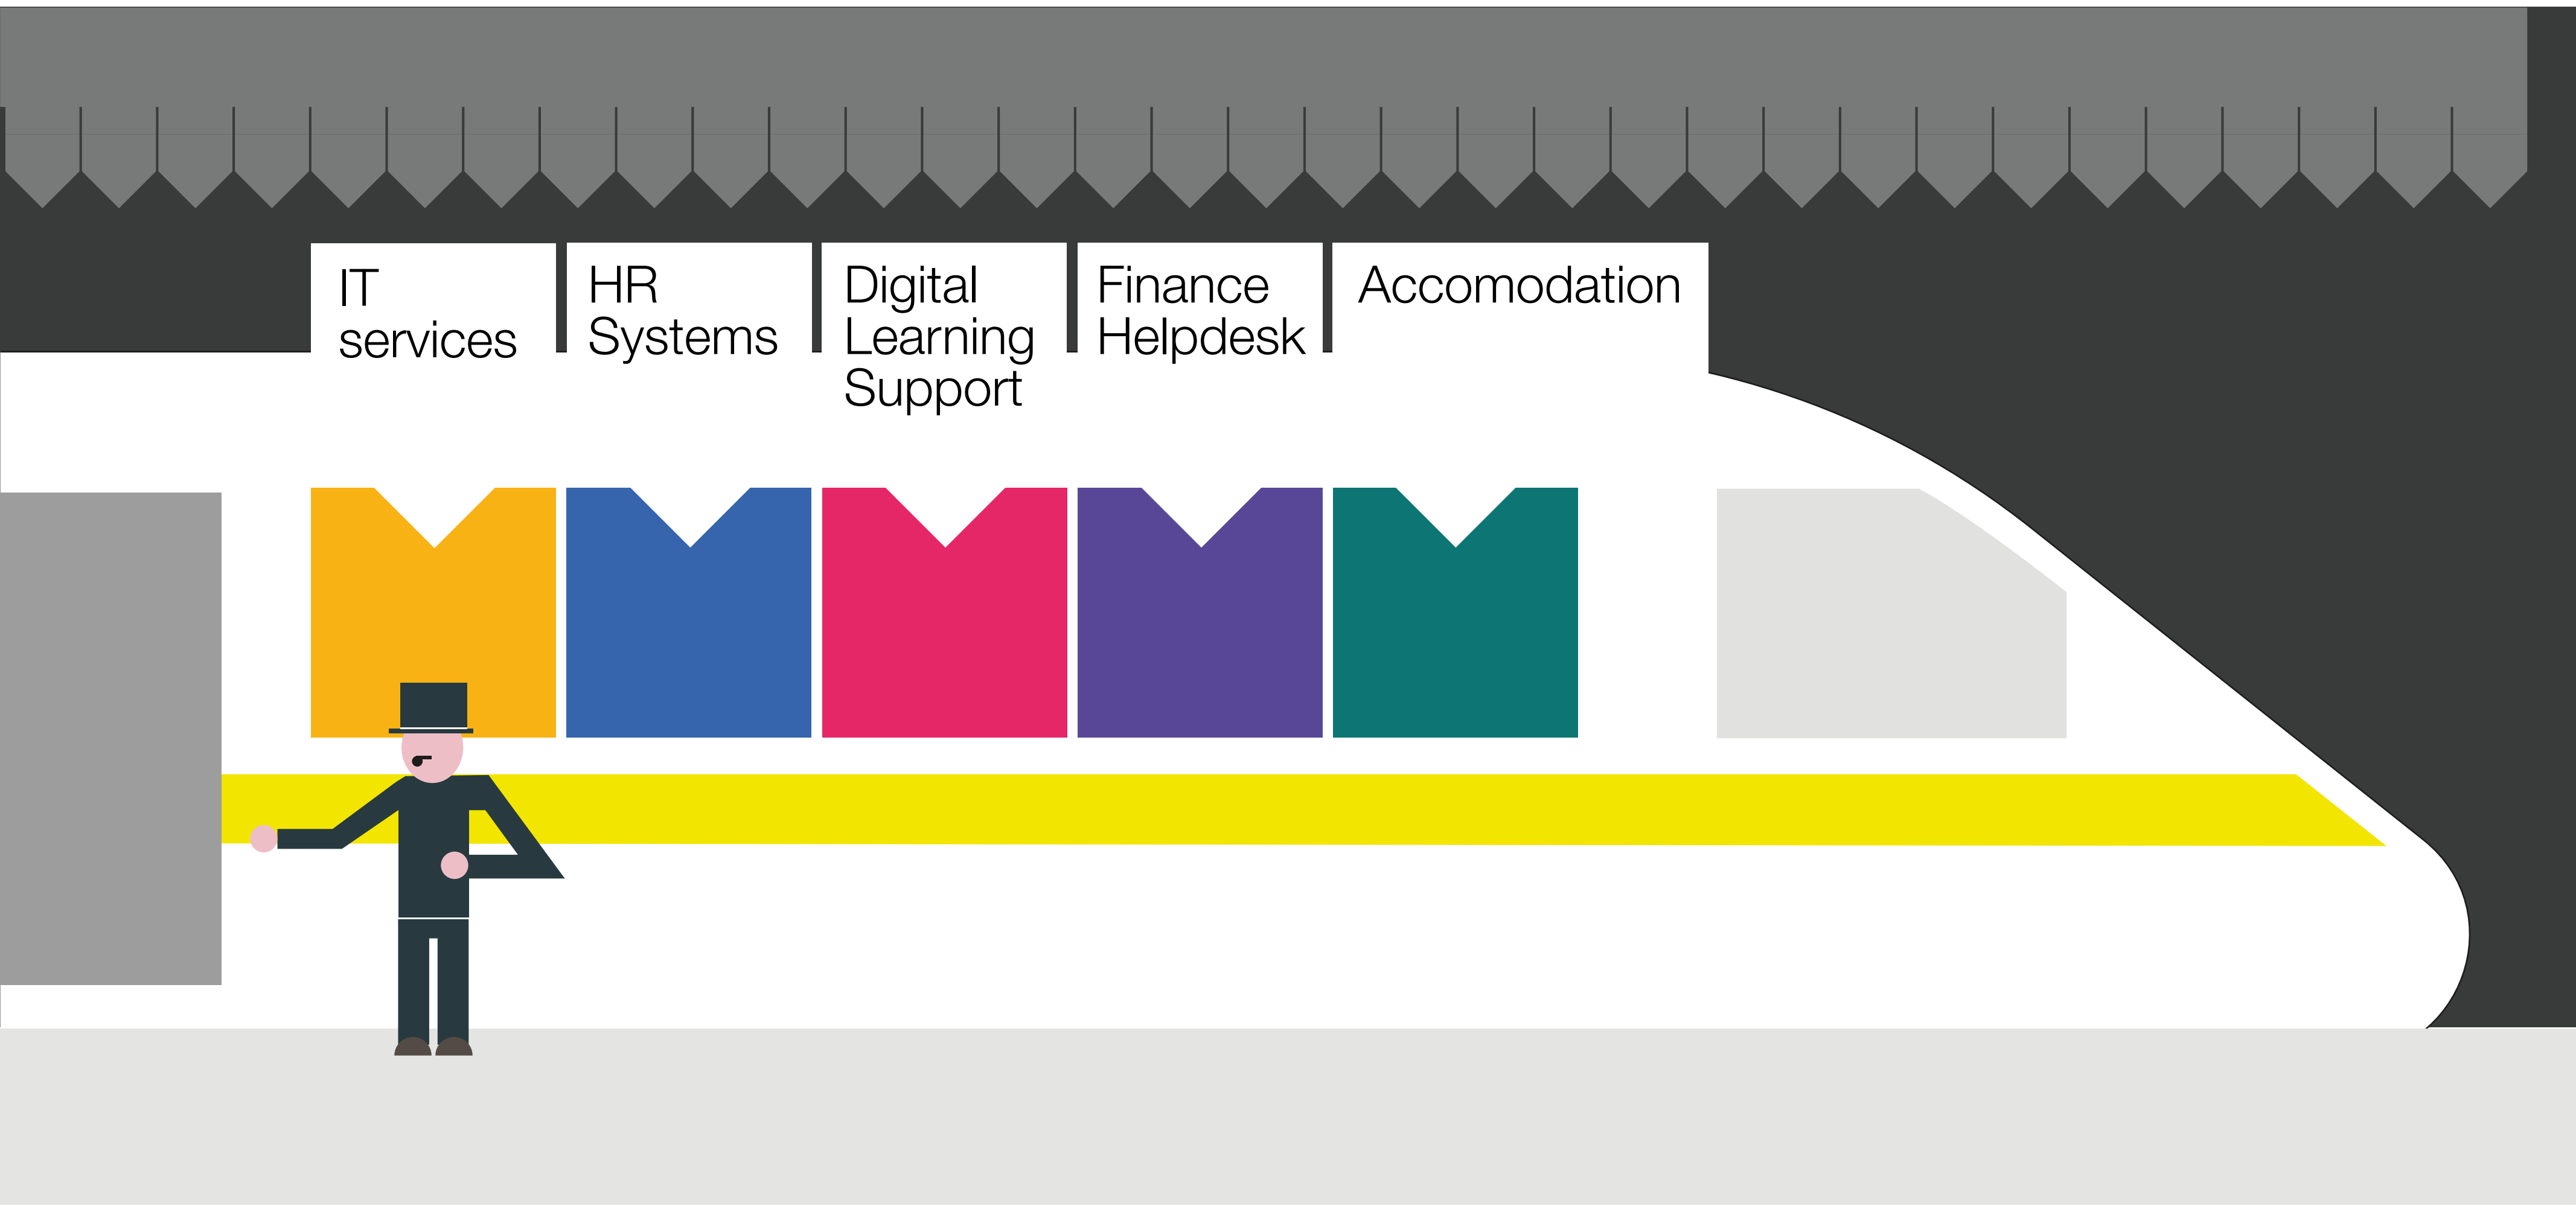 IT
services
HR
Systems
Digital
Learning
Support
Finance
Helpdesk
Accomodation